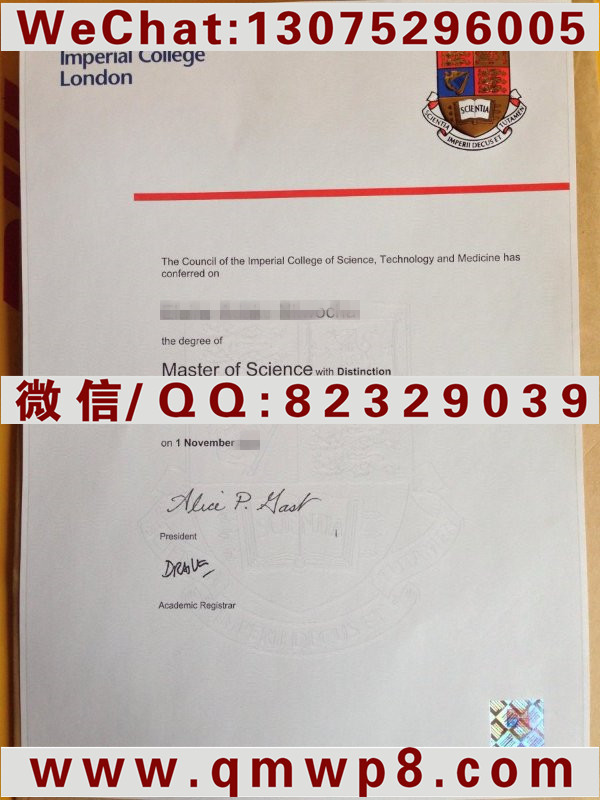 WeChat:13075296005
Imperial College
London
SCIENTIA
SCIENTIA IMPERII DECUS ET TUTAMEN
The Council of the Imperial College of Science, Technology and Medicine has
conferred on
the degree of
Master of Science with Distinction
微信/QQ:82329039
on 1 November
Alice P. Gast
President
Academic Registrar
www.qmwp8.com